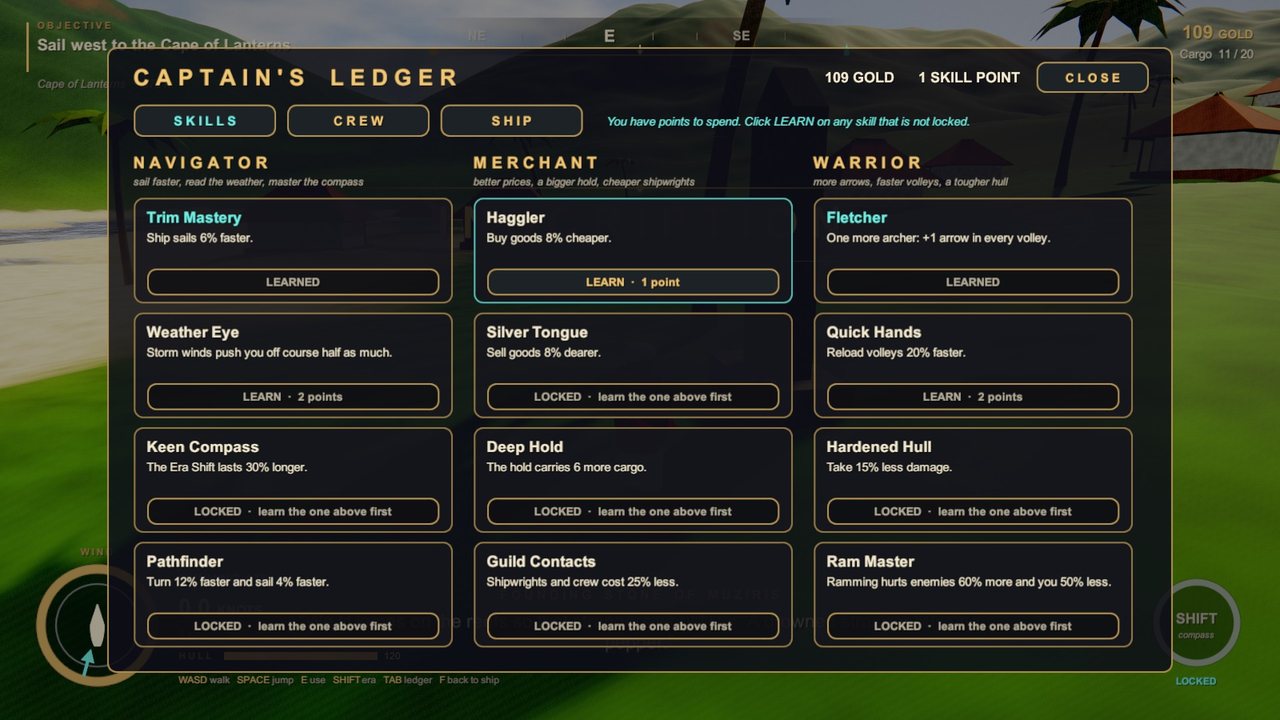 OBJECTIVE
Sail west to the Cape of Lanterns
NE E SE
109 GOLD
Cargo 11 / 20
CAPTAIN'S LEDGER
109 GOLD 1 SKILL POINT CLOSE
SKILLS CREW SHIP You have points to spend. Click LEARN on any skill that is not locked.
NAVIGATOR
sail faster, read the weather, master the compass
Trim Mastery
Ship sails 6% faster.
LEARNED
Weather Eye
Storm winds push you off course half as much.
LEARN · 2 points
Keen Compass
The Era Shift lasts 30% longer.
LOCKED · learn the one above first
Pathfinder
Turn 12% faster and sail 4% faster.
LOCKED · learn the one above first
MERCHANT
better prices, a bigger hold, cheaper shipwrights
Haggler
Buy goods 8% cheaper.
LEARN · 1 point
Silver Tongue
Sell goods 8% dearer.
LOCKED · learn the one above first
Deep Hold
The hold carries 6 more cargo.
LOCKED · learn the one above first
Guild Contacts
Shipwrights and crew cost 25% less.
LOCKED · learn the one above first
WARRIOR
more arrows, faster volleys, a tougher hull
Fletcher
One more archer: +1 arrow in every volley.
LEARNED
Quick Hands
Reload volleys 20% faster.
LEARN · 2 points
Hardened Hull
Take 15% less damage.
LOCKED · learn the one above first
Ram Master
Ramming hurts enemies 60% more and you 50% less.
LOCKED · learn the one above first
FOUNDING STONE OF MUZIRIS
pepper.
0.0 KNOTS
HULL 120
WASD walk SPACE jump E use SHIFT era TAB ledger F back to ship
SHIFT
compass
LOCKED